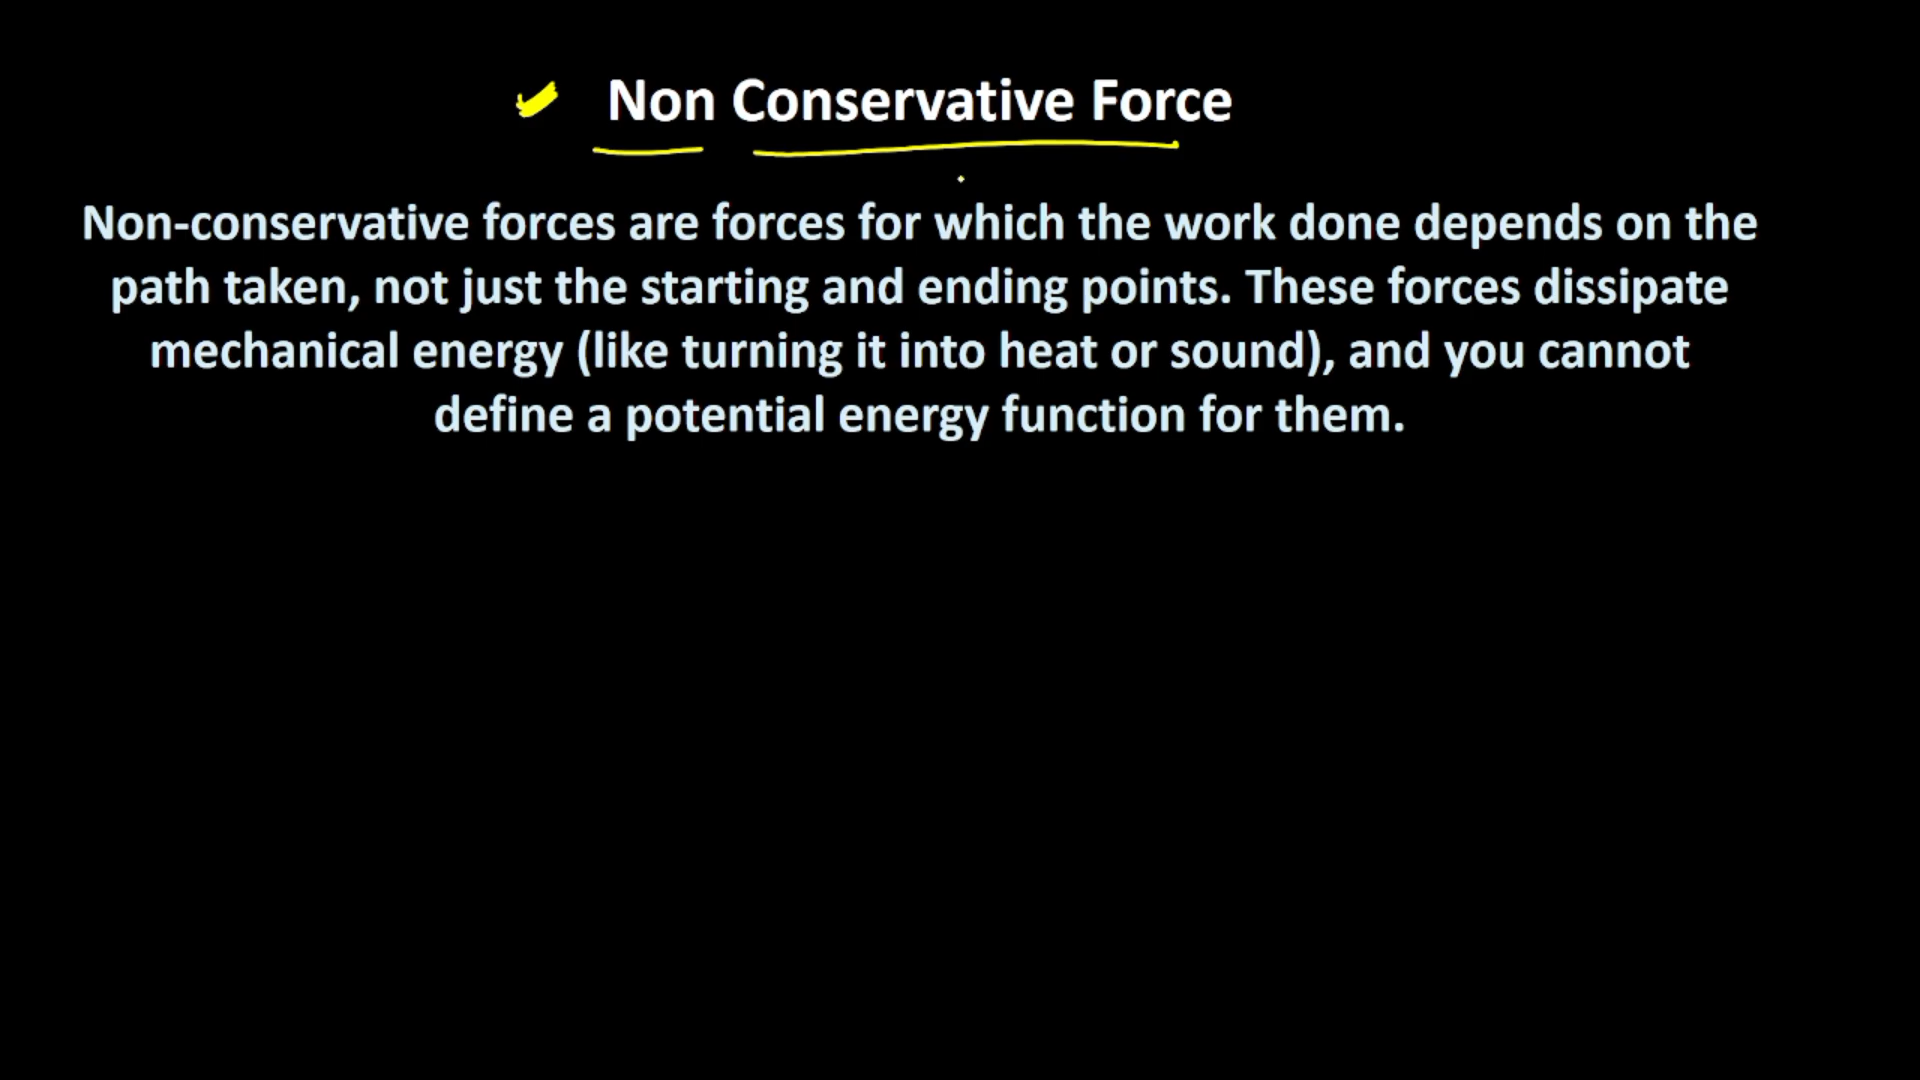 Non Conservative Force
Non-conservative forces are forces for which the work done depends on the
path taken, not just the starting and ending points. These forces dissipate
mechanical energy (like turning it into heat or sound), and you cannot
define a potential energy function for them.